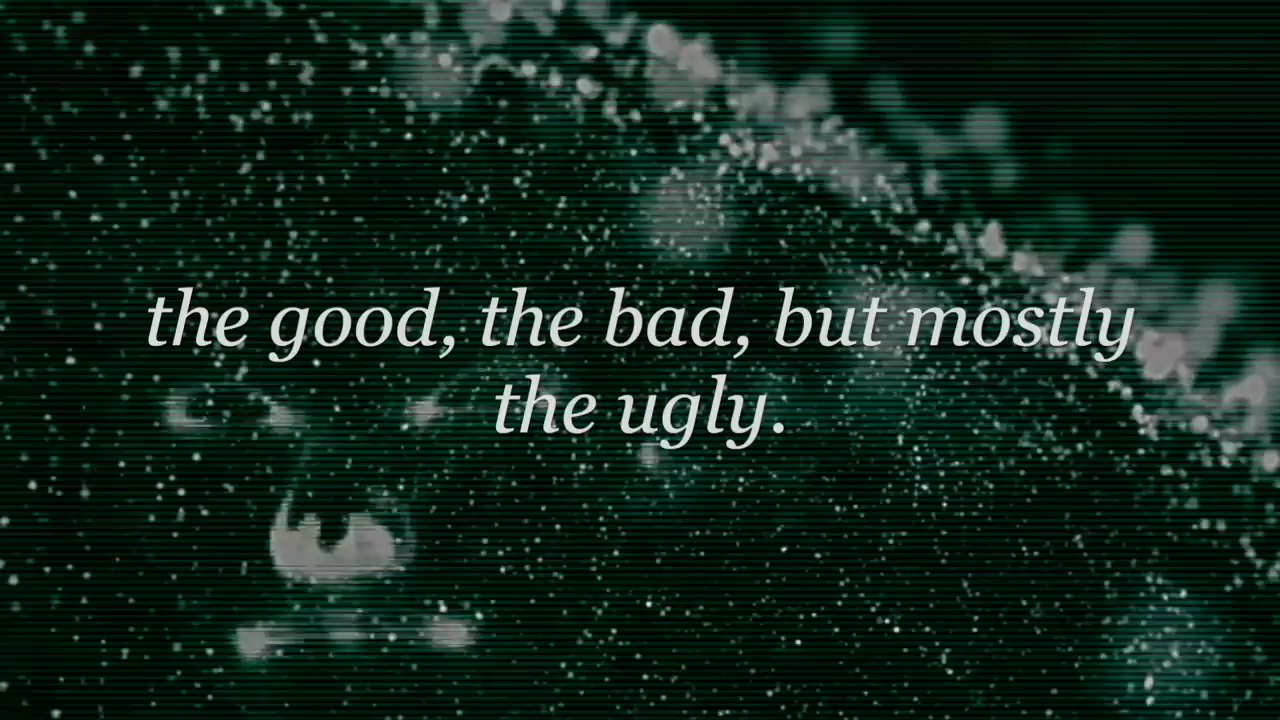 the good, the bad, but mostly
the ugly.